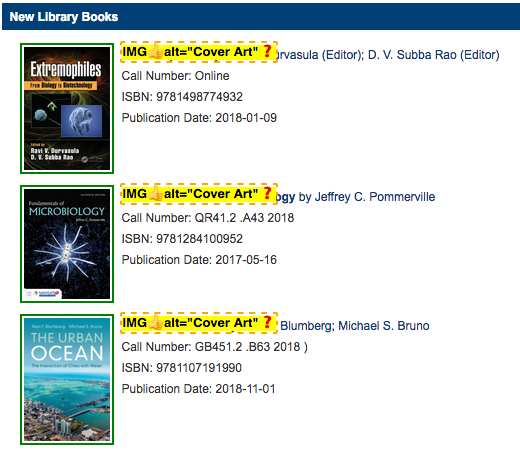 New Library Books
Extremophiles
From Biology to Biotechnology
Edited by
Ravi V. Durvasula
D. V. Subba Rao
IMG👍alt="Cover Art" ❓ Durvasula (Editor); D. V. Subba Rao (Editor)
Call Number: Online
ISBN: 9781498774932
Publication Date: 2018-01-09
Fundamentals of
MICROBIOLOGY
Jeffrey C. Pommerville
IMG👍alt="Cover Art" ❓ogy by Jeffrey C. Pommerville
Call Number: QR41.2 .A43 2018
ISBN: 9781284100952
Publication Date: 2017-05-16
Alan F. Blumberg Michael S. Bruno
THE URBAN
OCEAN
The Interaction of Cities with Water
IMG👍alt="Cover Art" ❓ Blumberg; Michael S. Bruno
Call Number: GB451.2 .B63 2018 )
ISBN: 9781107191990
Publication Date: 2018-11-01